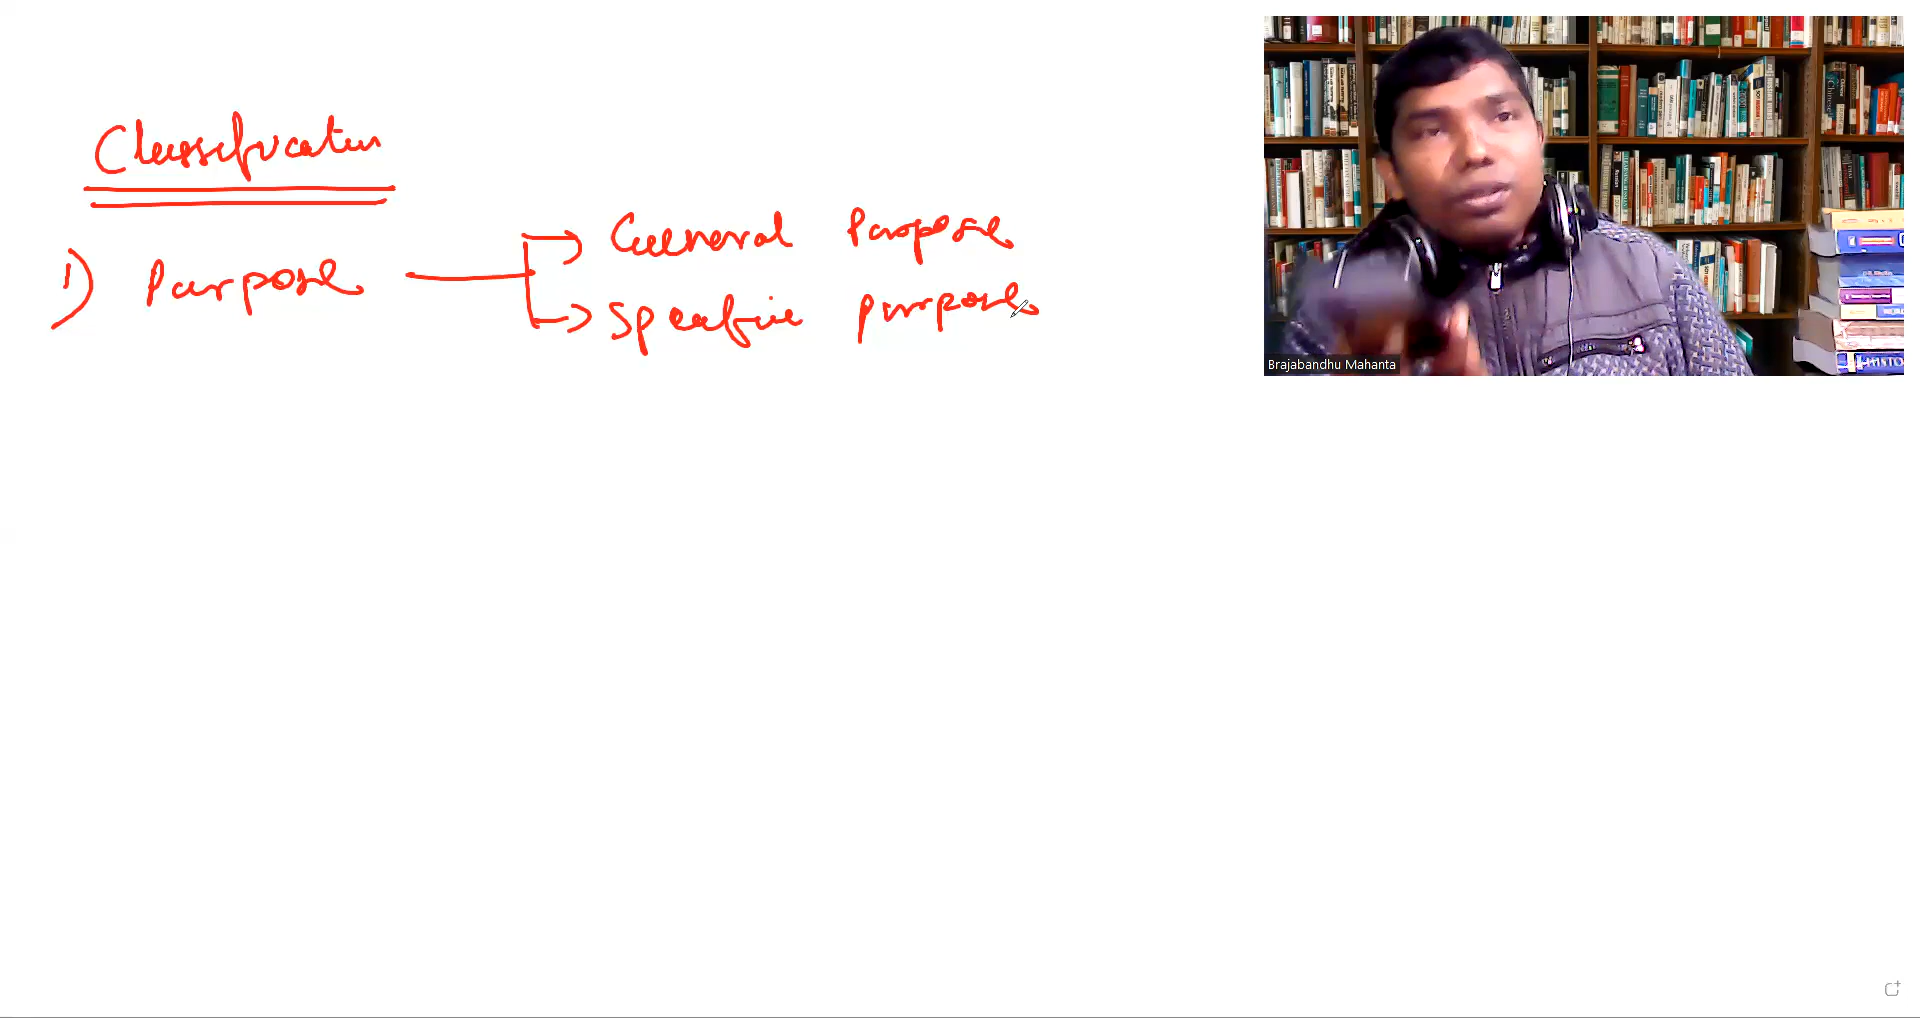 Classification
1) Purpose
General Purpose
Specific purpose
Brajabandhu Mahanta